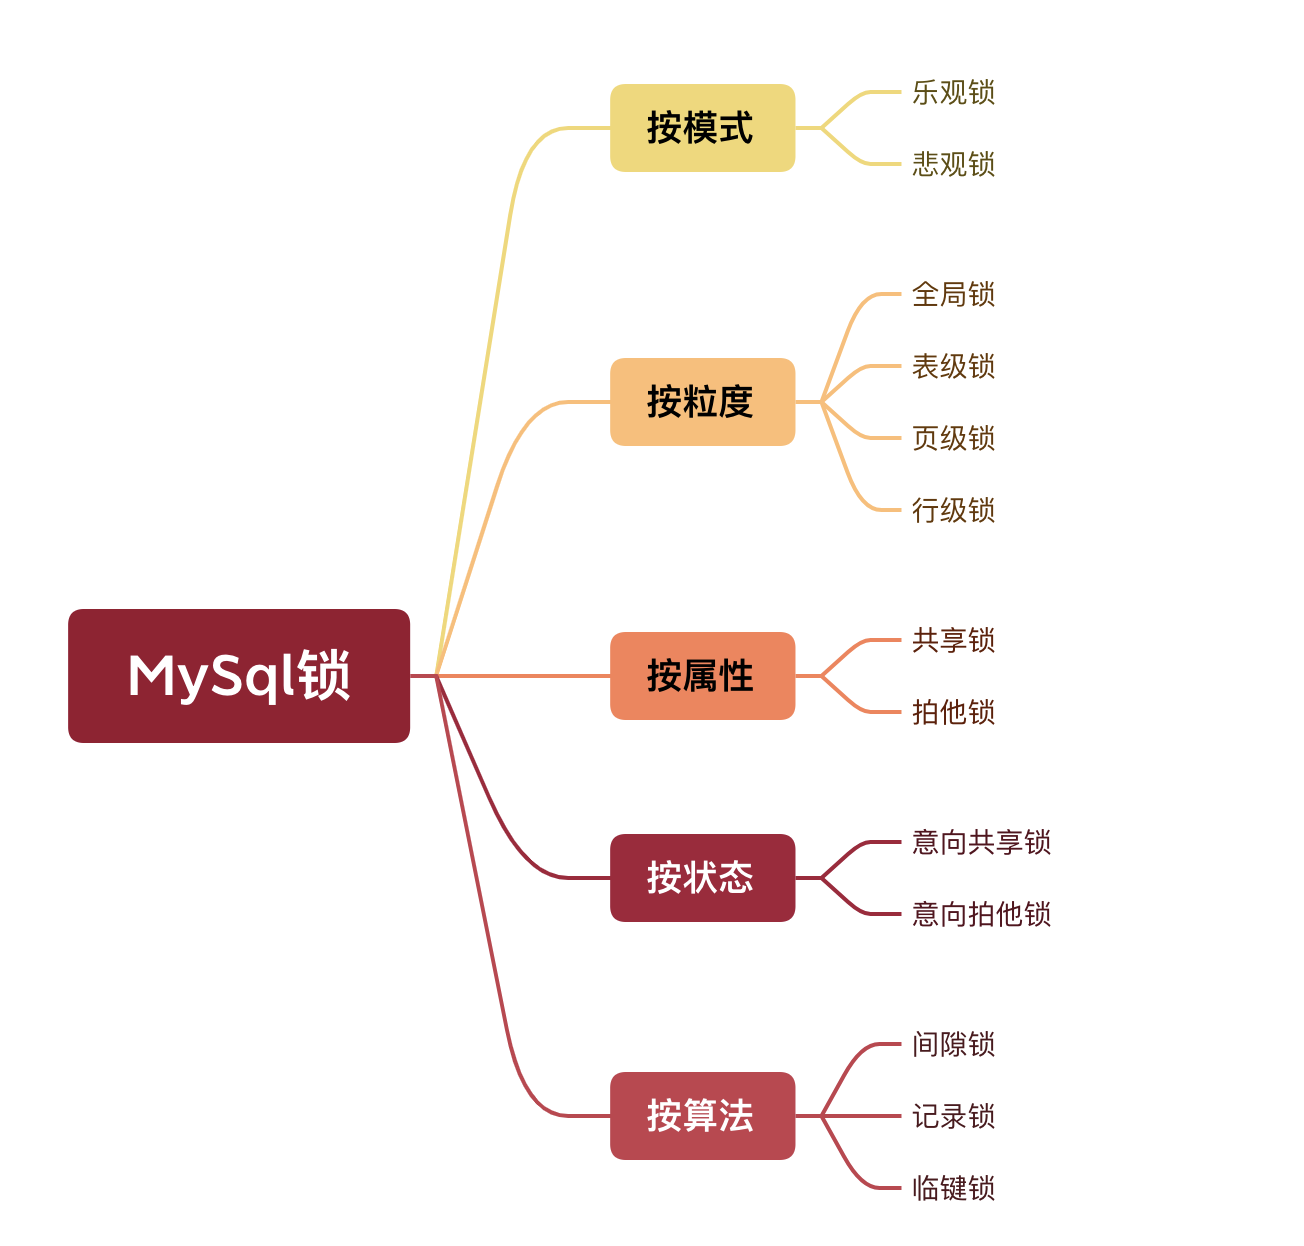 MySql锁
按模式
乐观锁
悲观锁
按粒度
全局锁
表级锁
页级锁
行级锁
按属性
共享锁
拍他锁
按状态
意向共享锁
意向拍他锁
按算法
间隙锁
记录锁
临键锁